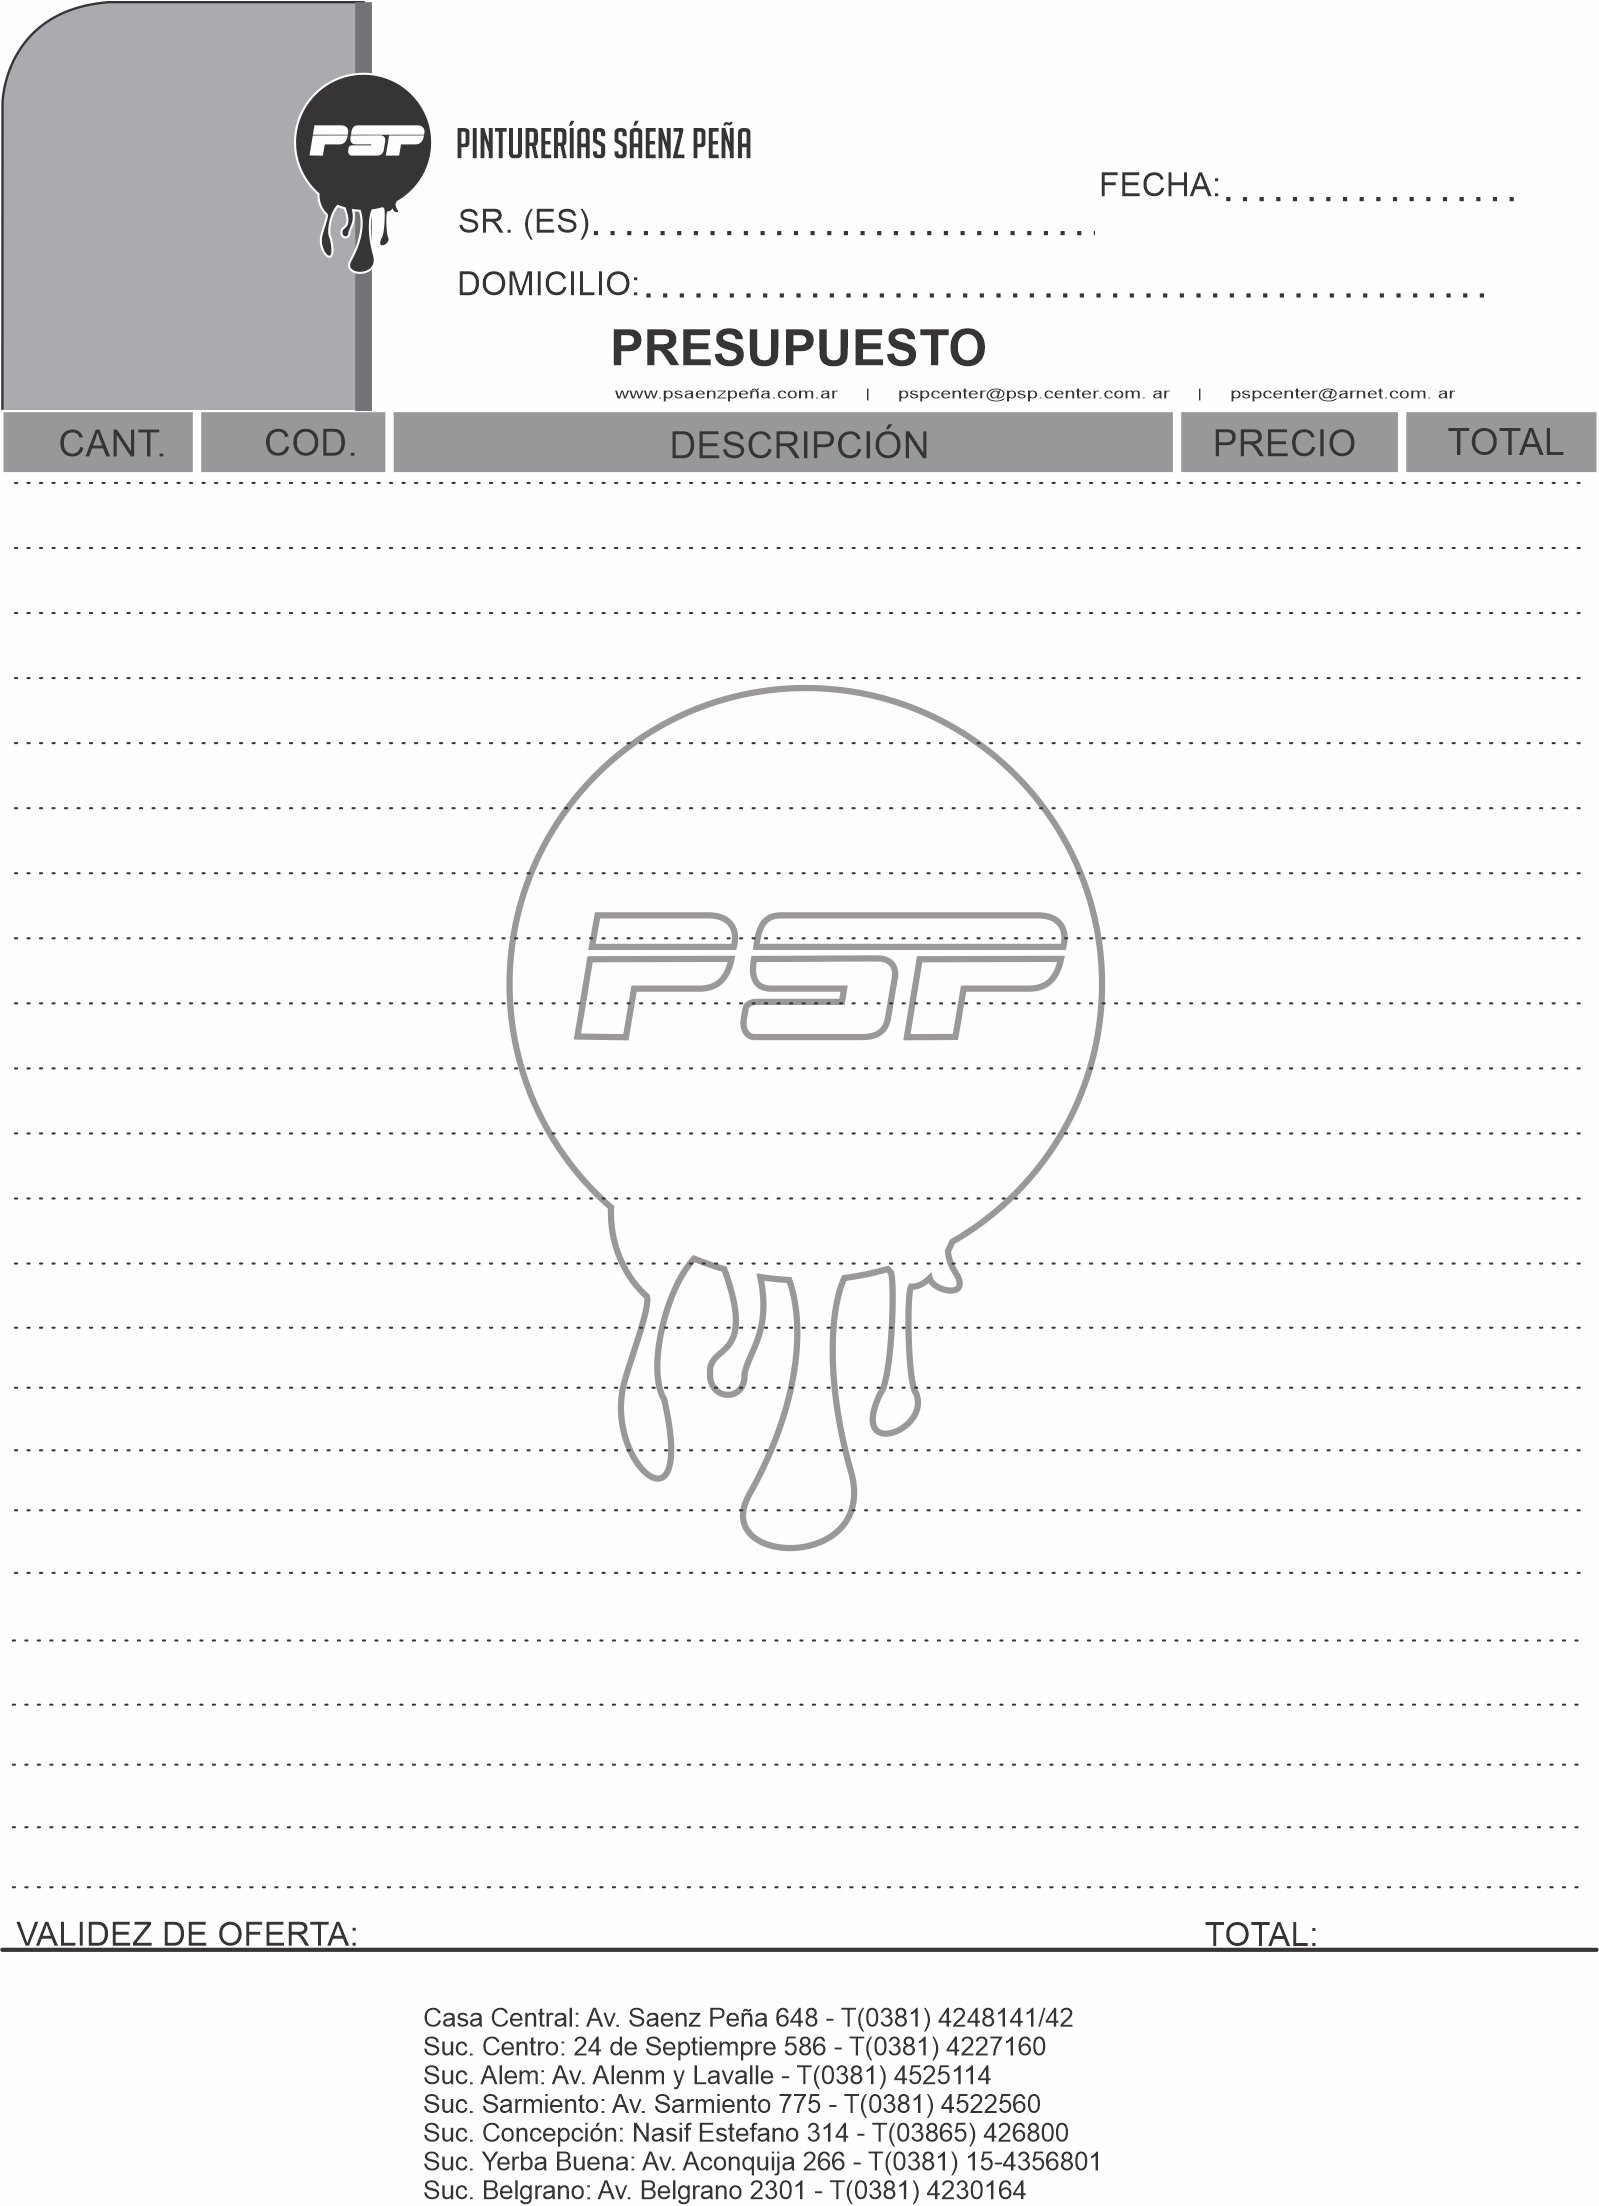 PSP
PINTURERÍAS SÁENZ PEÑA
FECHA:
SR. (ES)
DOMICILIO:
PRESUPUESTO
www.psaenzpeña.com.ar | pspcenter@psp.center.com. ar | pspcenter@arnet.com. ar
CANT. COD. DESCRIPCIÓN PRECIO TOTAL
PSP
VALIDEZ DE OFERTA: TOTAL:
Casa Central: Av. Saenz Peña 648 - T(0381) 4248141/42
Suc. Centro: 24 de Septiempre 586 - T(0381) 4227160
Suc. Alem: Av. Alenm y Lavalle - T(0381) 4525114
Suc. Sarmiento: Av. Sarmiento 775 - T(0381) 4522560
Suc. Concepción: Nasif Estefano 314 - T(03865) 426800
Suc. Yerba Buena: Av. Aconquija 266 - T(0381) 15-4356801
Suc. Belgrano: Av. Belgrano 2301 - T(0381) 4230164